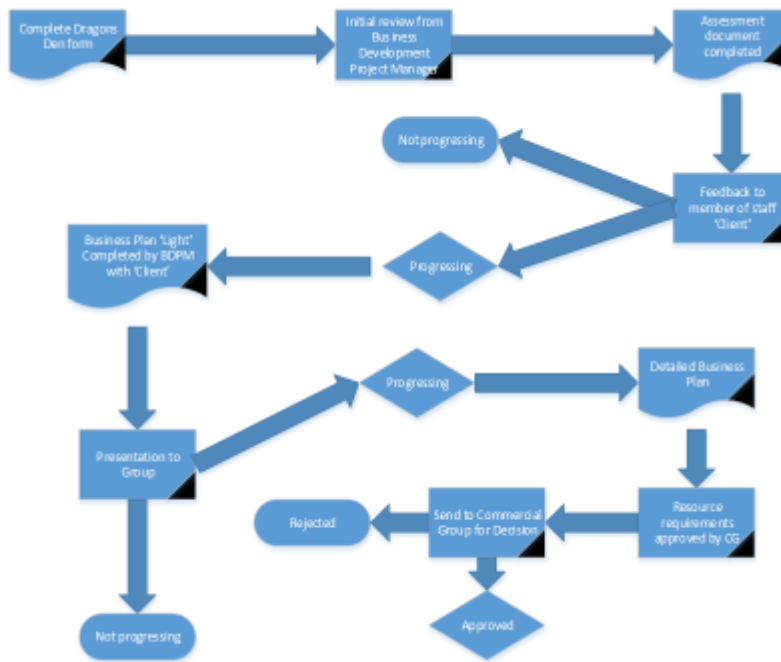 Complete Dragons
Den form
Initial review from
Business
Development
Project Manager
Assessment
document
completed
Not progressing
Feedback to
member of staff
'Client'
Business Plan 'Light'
Completed by BDPM
with 'Client'
Progressing
Progressing
Detailed Business
Plan
Presentation to
Group
Rejected
Send to Commercial
Group for Decision
Resource
requirements
approved by CG
Not progressing
Approved